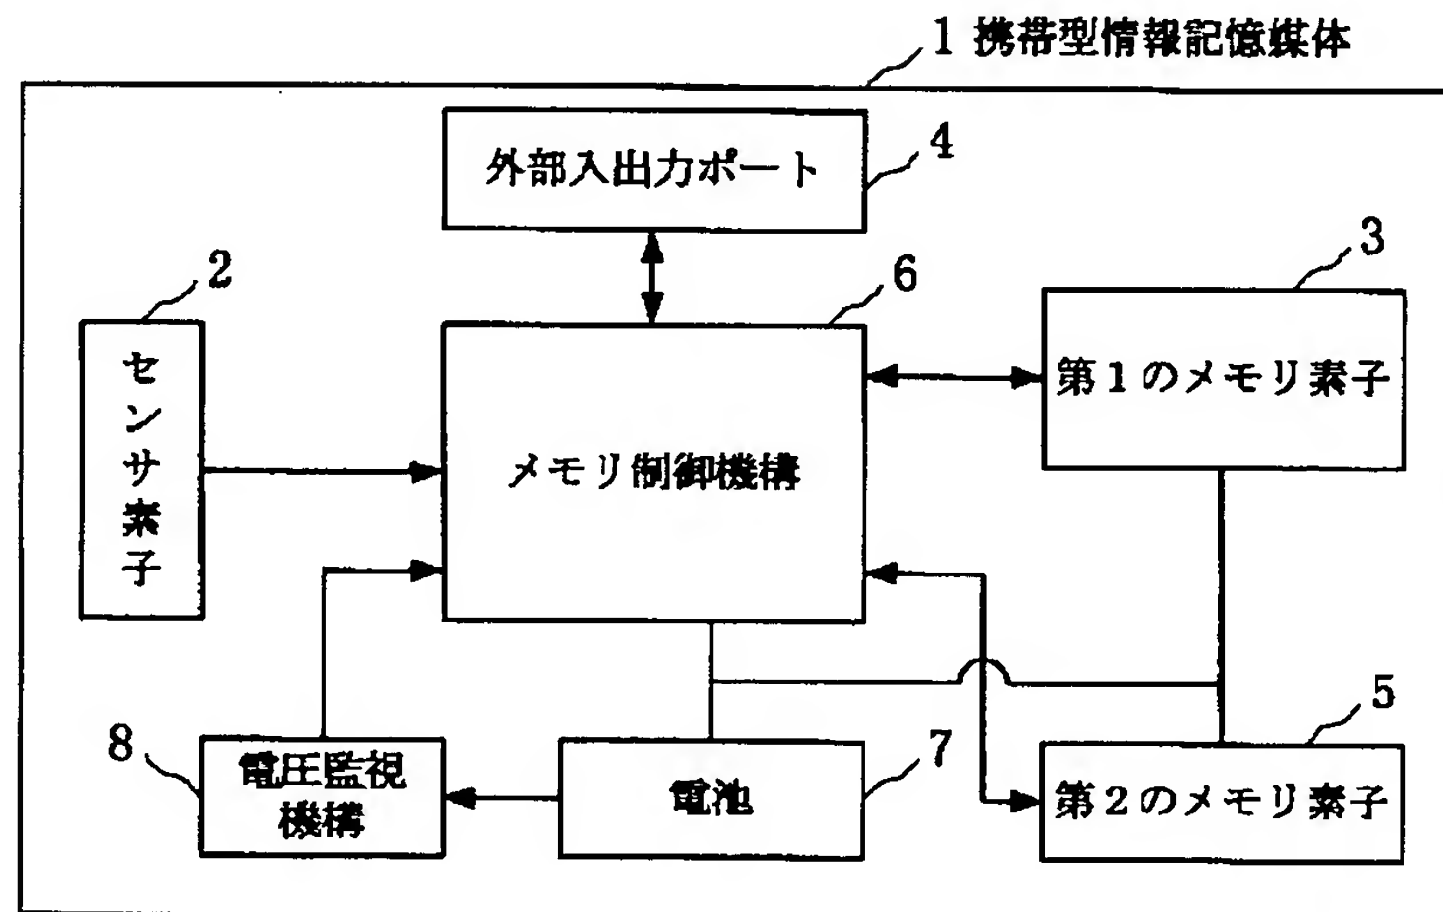 1 携帯型情報記憶媒体
外部入出力ポート
4
2
センサ素子
6
メモリ制御機構
3
第1のメモリ素子
8
電圧監視
機構
電池
7
5
第2のメモリ素子